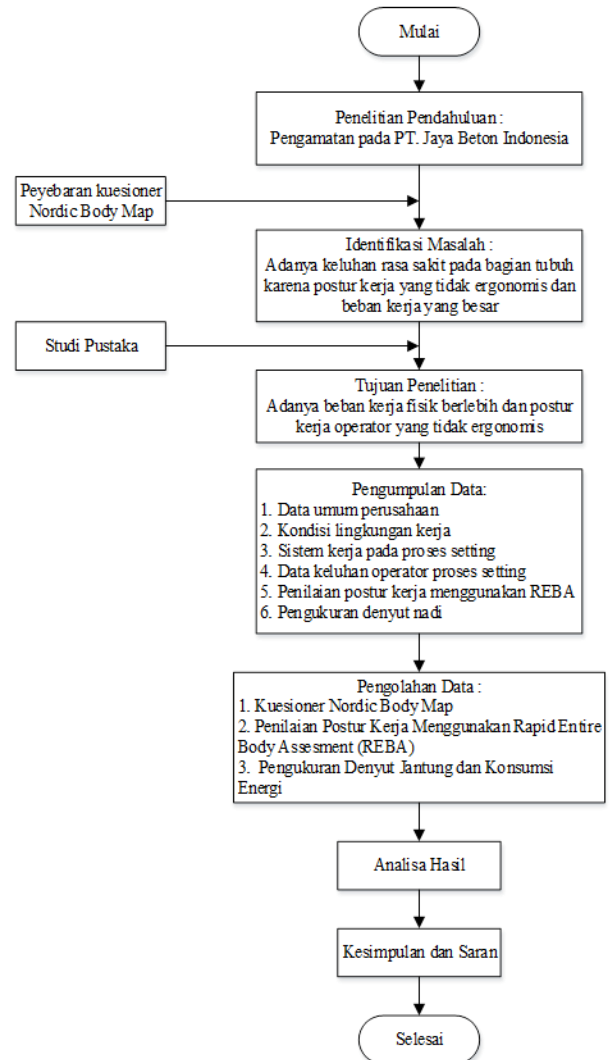 Mulai
Penelitian Pendahuluan :
Pengamatan pada PT. Jaya Beton Indonesia
Peyebaran kuesioner
Nordic Body Map
Identifikasi Masalah :
Adanya keluhan rasa sakit pada bagian tubuh
karena postur kerja yang tidak ergonomis dan
beban kerja yang besar
Studi Pustaka
Tujuan Penelitian :
Adanya beban kerja fisik berlebih dan postur
kerja operator yang tidak ergonomis
Pengumpulan Data:
1. Data umum perusahaan
2. Kondisi lingkungan kerja
3. Sistem kerja pada proses setting
4. Data keluhan operator proses setting
5. Penilaian postur kerja menggunakan REBA
6. Pengukuran denyut nadi
Pengolahan Data :
1. Kuesioner Nordic Body Map
2. Penilaian Postur Kerja Menggunakan Rapid Entire
Body Assesment (REBA)
3. Pengukuran Denyut Jantung dan Konsumsi
Energi
Analisa Hasil
Kesimpulan dan Saran
Selesai